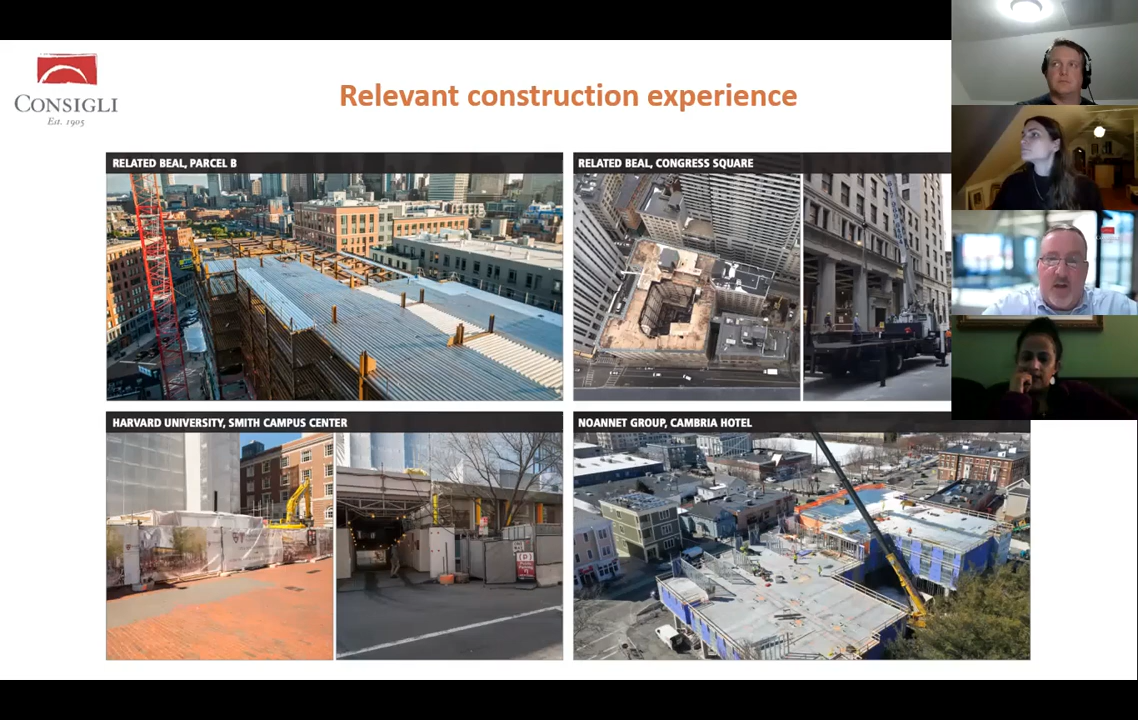 CONSIGLI
Est. 1905
Relevant construction experience
RELATED BEAL, PARCEL B
RELATED BEAL, CONGRESS SQUARE
HARVARD UNIVERSITY, SMITH CAMPUS CENTER
NOANNET GROUP, CAMBRIA HOTEL